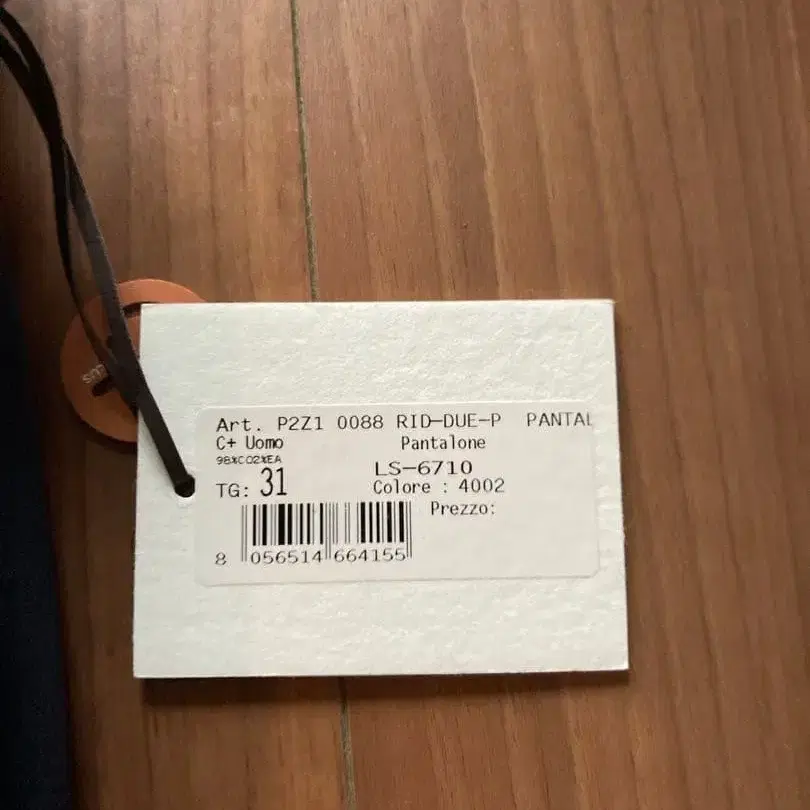 Art. P2Z1 0088 RID-DUE-P PANTAL
C+ Uomo Pantalone
98%CO2%EA
LS-6710
TG: 31 Colore : 4002
Prezzo:
8 056514 664155